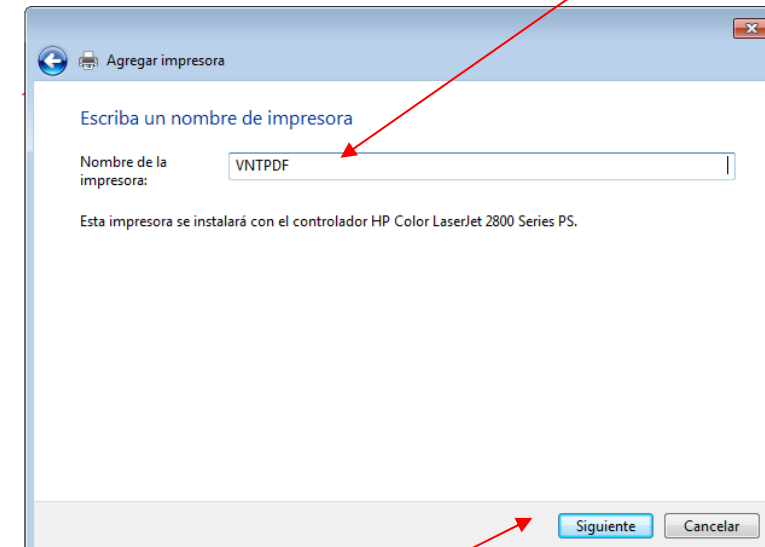 Agregar impresora
Escriba un nombre de impresora
Nombre de la
impresora:
VNTPDF
Esta impresora se instalará con el controlador HP Color LaserJet 2800 Series PS.
Siguiente
Cancelar